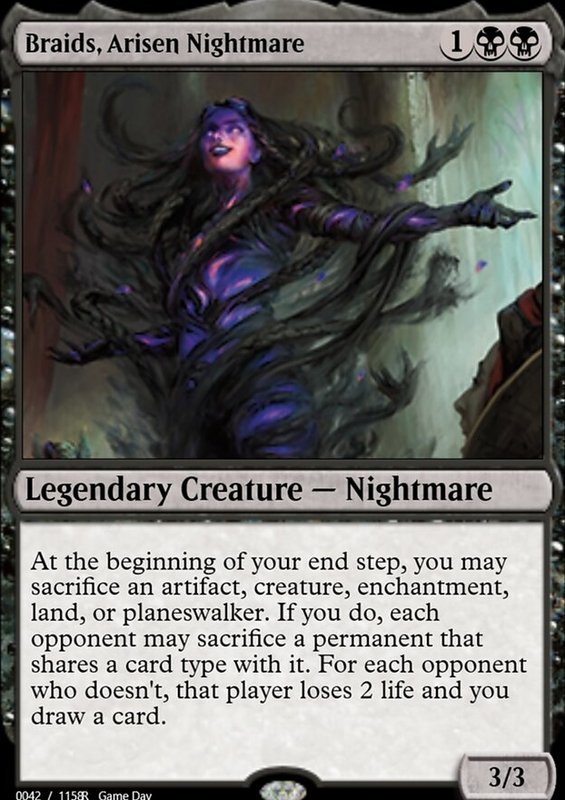 Braids, Arisen Nightmare 1
Legendary Creature — Nightmare
At the beginning of your end step, you may
sacrifice an artifact, creature, enchantment,
land, or planeswalker. If you do, each
opponent may sacrifice a permanent that
shares a card type with it. For each opponent
who doesn't, that player loses 2 life and you
draw a card.
3/3
0042 / 1158R Game Day